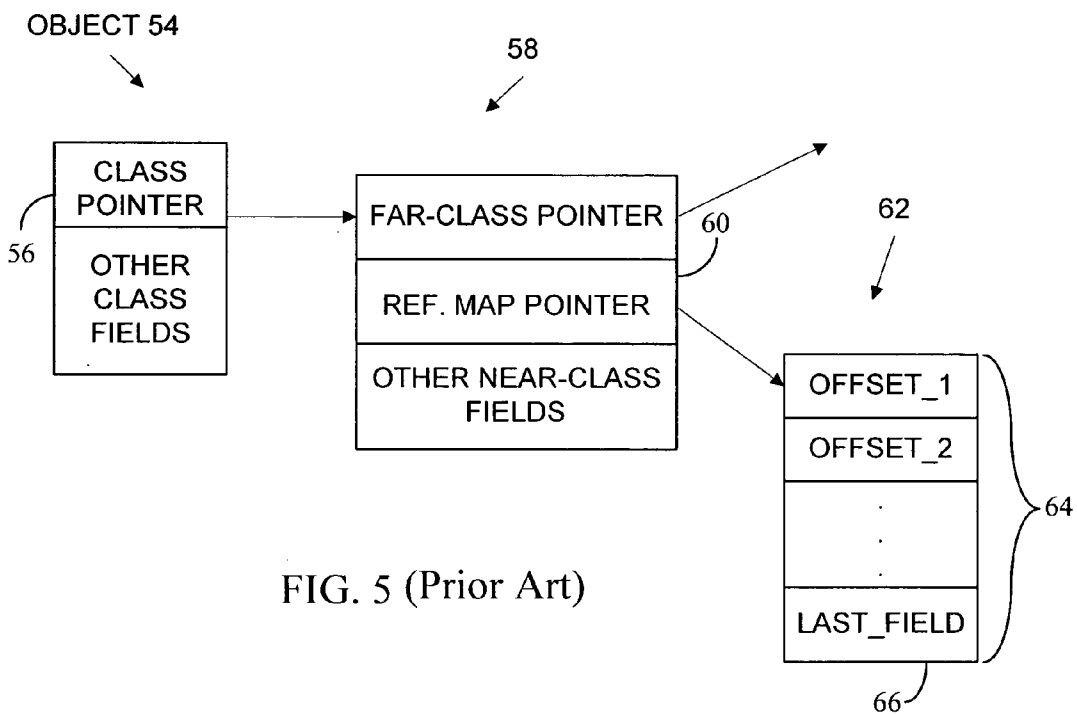 OBJECT 54
58
CLASS
POINTER
56
OTHER
CLASS
FIELDS
FAR-CLASS POINTER
60
REF. MAP POINTER
OTHER NEAR-CLASS
FIELDS
62
OFFSET_1
OFFSET_2
.
.
.
LAST_FIELD
64
66
FIG. 5 (Prior Art)